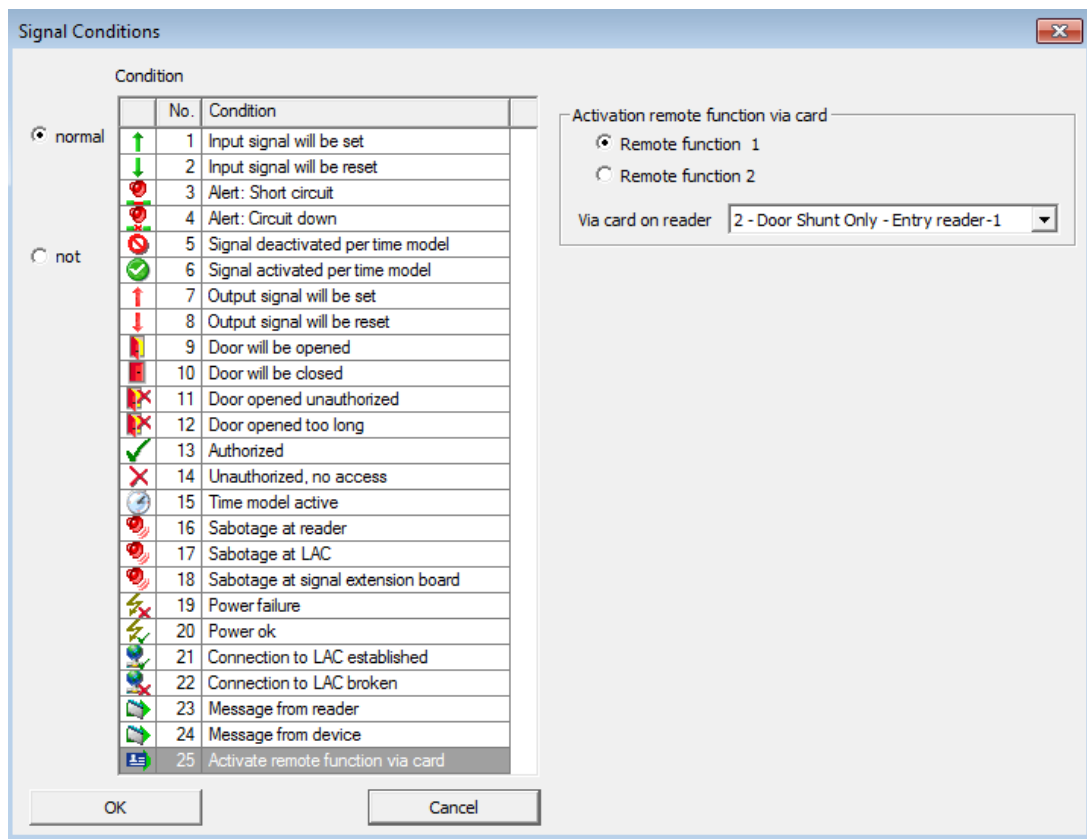 Signal Conditions
Condition
normal
not
No. Condition
1 Input signal will be set
2 Input signal will be reset
3 Alert: Short circuit
4 Alert: Circuit down
5 Signal deactivated per time model
6 Signal activated per time model
7 Output signal will be set
8 Output signal will be reset
9 Door will be opened
10 Door will be closed
11 Door opened unauthorized
12 Door opened too long
13 Authorized
14 Unauthorized, no access
15 Time model active
16 Sabotage at reader
17 Sabotage at LAC
18 Sabotage at signal extension board
19 Power failure
20 Power ok
21 Connection to LAC established
22 Connection to LAC broken
23 Message from reader
24 Message from device
25 Activate remote function via card
Activation remote function via card
Remote function 1
Remote function 2
Via card on reader 2 - Door Shunt Only - Entry reader-1
OK Cancel